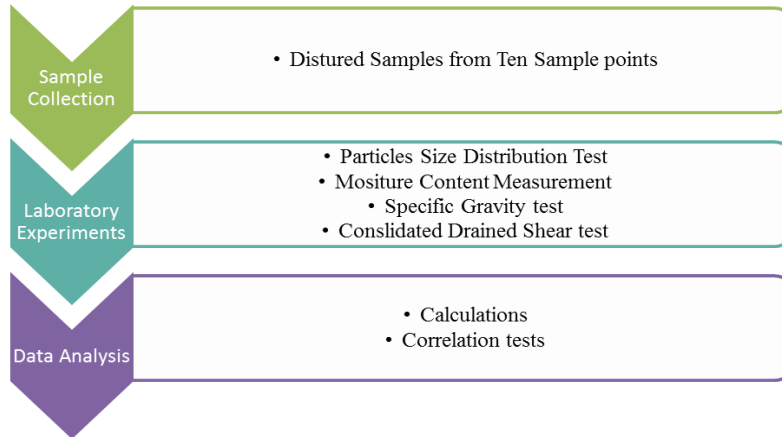 Sample
Collection
• Distured Samples from Ten Sample points
Laboratory
Experiments
• Particles Size Distribution Test
• Mositure Content Measurement
• Specific Gravity test
• Conslidated Drained Shear test
Data Analysis
• Calculations
• Correlation tests